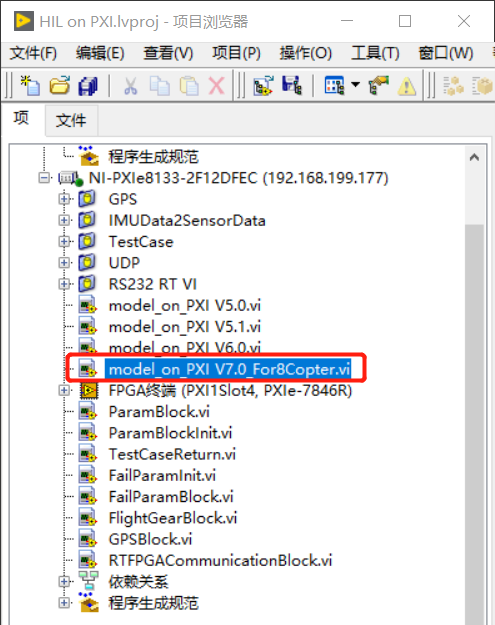 HIL on PXI.lvproj - 项目浏览器
文件(F) 编辑(E) 查看(V) 项目(P) 操作(O) 工具(T) 窗口(W)
项 文件
程序生成规范
NI-PXIe8133-2F12DFEC (192.168.199.177)
GPS
IMUData2SensorData
TestCase
UDP
RS232 RT VI
model_on_PXI V5.0.vi
model_on_PXI V5.1.vi
model_on_PXI V6.0.vi
model_on_PXI V7.0_For8Copter.vi
FPGA终端 (PXI1Slot4, PXIe-7846R)
ParamBlock.vi
ParamBlockInit.vi
TestCaseReturn.vi
FailParamInit.vi
FailParamBlock.vi
FlightGearBlock.vi
GPSBlock.vi
RTFPGACommunicationBlock.vi
依赖关系
程序生成规范